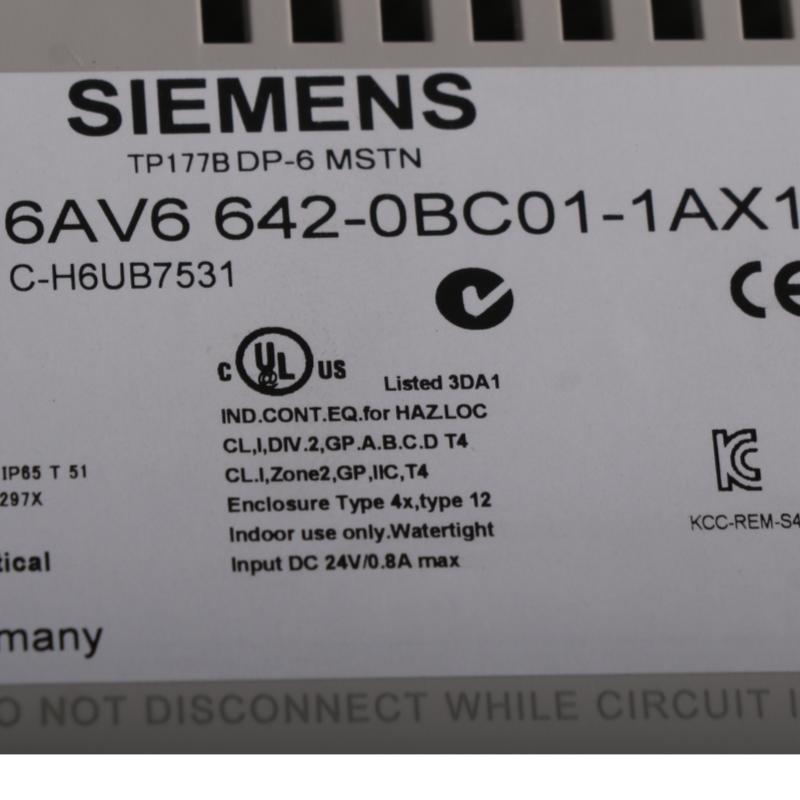 SIEMENS
TP177B DP-6 MSTN
6AV6 642-0BC01-1AX1
C-H6UB7531
CE
C UL US
Listed 3DA1
IND.CONT.EQ.for HAZ.LOC
CL,I,DIV.2,GP.A.B.C.D T4
CL.I,Zone2,GP,IIC,T4
Enclosure Type 4x,type 12
Indoor use only.Watertight
Input DC 24V/0.8A max
IP65 T 51
297X
tical
many
KC
KCC-REM-S4
O NOT DISCONNECT WHILE CIRCUIT I